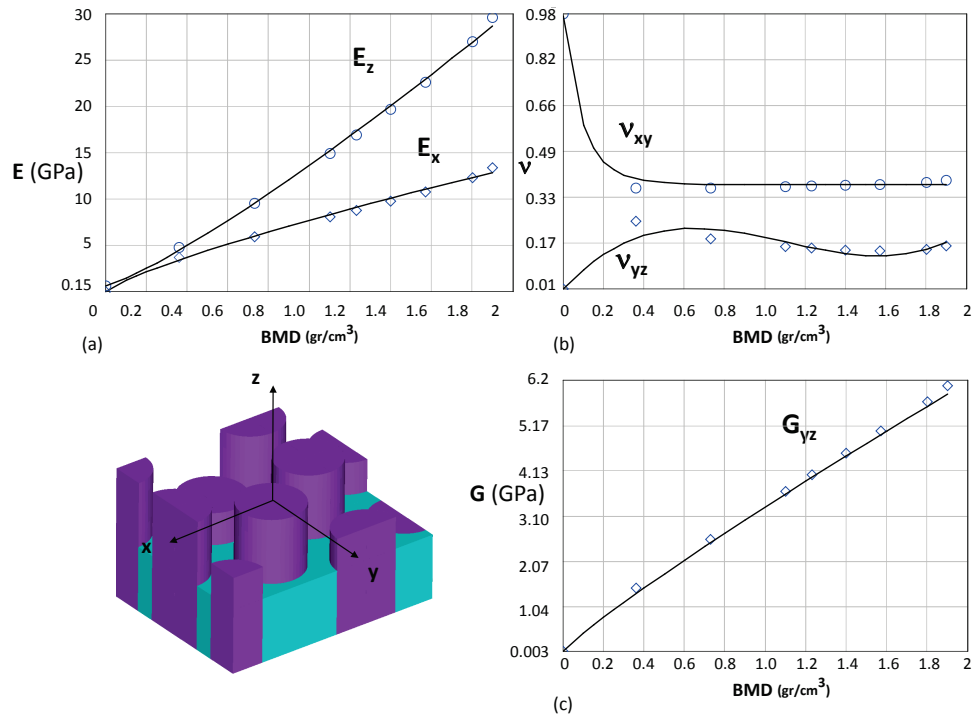 30
25
20
15
10
5
0.15
E (GPa)
E_z
E_x
0 0.2 0.4 0.6 0.8 1.0 1.2 1.4 1.6 1.8 2 2
BMD (gr/cm³)
(a)
0.98
0.82
0.66
0.49
0.33
0.17
0.01
ν
ν_xy
ν_yz
0 0.2 0.4 0.6 0.8 1.0 1.2 1.4 1.6 1.8 2
BMD (gr/cm³)
(b)
z
x
y
6.2
5.17
4.13
3.10
2.07
1.04
0.003
G (GPa)
G_yz
0 0.2 0.4 0.6 0.8 1.0 1.2 1.4 1.6 1.8 2
BMD (gr/cm³)
(c)